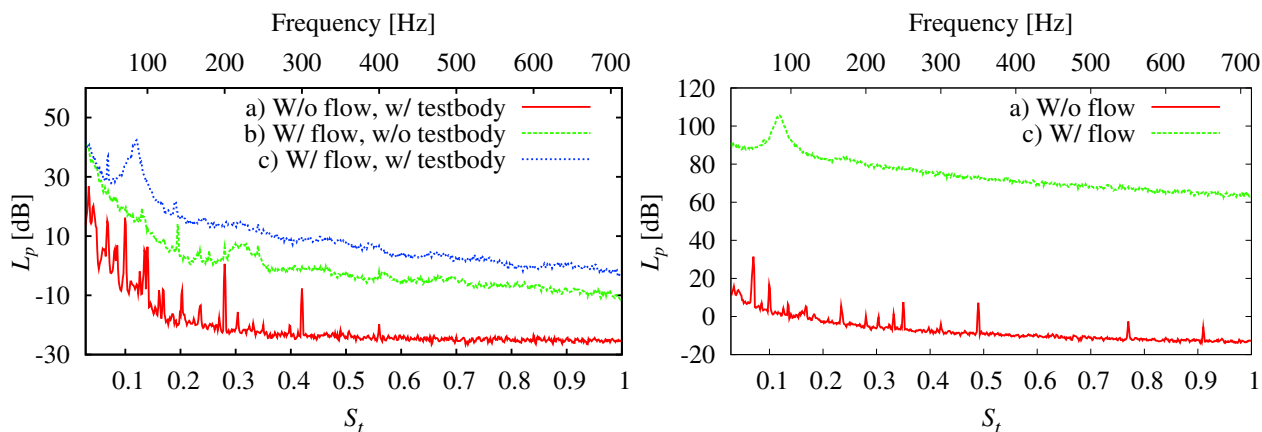 Frequency [Hz]
100 200 300 400 500 600 700
50
30
10
-10
-30
L_p [dB]
a) W/o flow, w/ testbody
b) W/ flow, w/o testbody
c) W/ flow, w/ testbody
0.1 0.2 0.3 0.4 0.5 0.6 0.7 0.8 0.9 1
S_t
Frequency [Hz]
100 200 300 400 500 600 700
120
100
80
60
40
20
0
-20
L_p [dB]
a) W/o flow
c) W/ flow
0.1 0.2 0.3 0.4 0.5 0.6 0.7 0.8 0.9 1
S_t